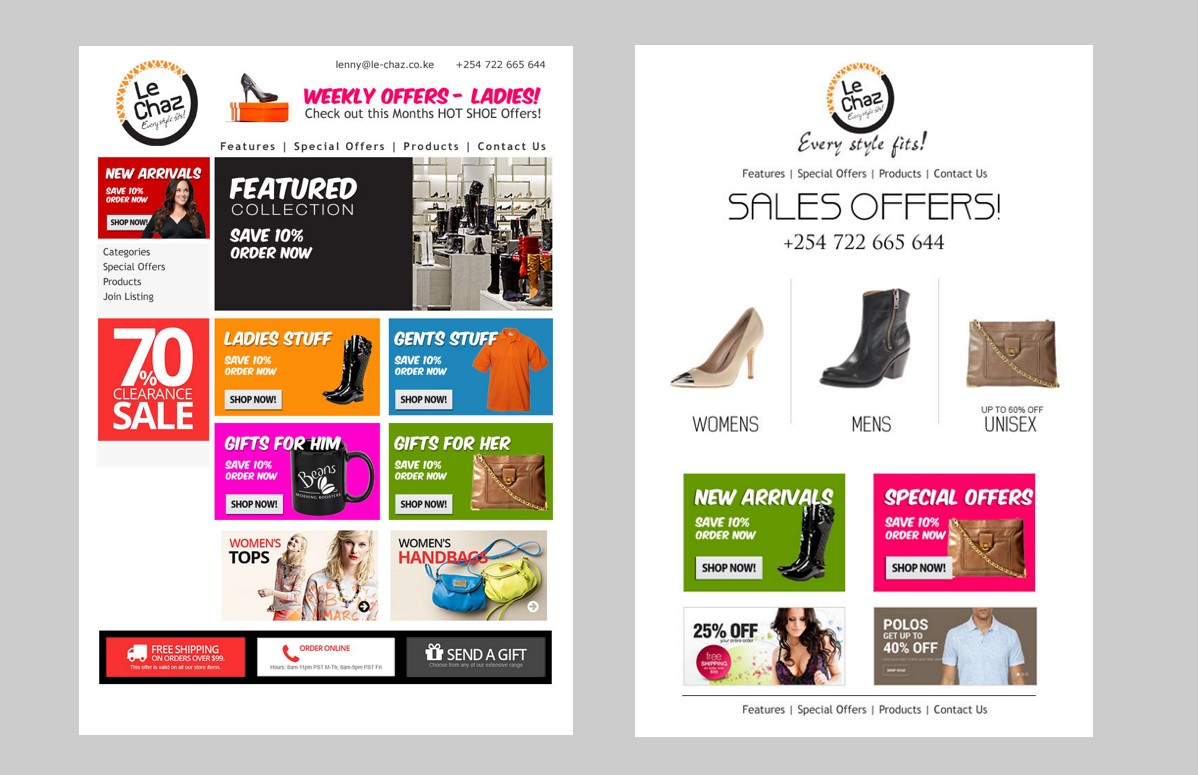 Le
Chaz
Every style fits!
lenny@le-chaz.co.ke +254 722 665 644
WEEKLY OFFERS - LADIES!
Check out this Months HOT SHOE Offers!
Features | Special Offers | Products | Contact Us
NEW ARRIVALS
SAVE 10%
ORDER NOW
SHOP NOW!
Categories
Special Offers
Products
Join Listing
70%
CLEARANCE
SALE
FEATURED
COLLECTION
SAVE 10%
ORDER NOW
LADIES STUFF
SAVE 10%
ORDER NOW
SHOP NOW!
GENTS STUFF
SAVE 10%
ORDER NOW
SHOP NOW!
GIFTS FOR HIM
SAVE 10%
ORDER NOW
SHOP NOW!
Beans
MORNING BOOSTERS
GIFTS FOR HER
SAVE 10%
ORDER NOW
SHOP NOW!
WOMEN'S
TOPS
WOMEN'S
HANDBAGS
FREE SHIPPING
ON ORDERS OVER $99.
This offer is valid on all our store items.
ORDER ONLINE
Hours: 8am-11pm PST M-Th; 8am-9pm PST Fri
SEND A GIFT
Choose from any of our extensive range
Le
Chaz
Every style fits!
Every style fits!
Features | Special Offers | Products | Contact Us
SALES OFFERS!
+254 722 665 644
WOMENS
MENS
UP TO 60% OFF
UNISEX
NEW ARRIVALS
SAVE 10%
ORDER NOW
SHOP NOW!
SPECIAL OFFERS
SAVE 10%
ORDER NOW
SHOP NOW!
25% OFF
your entire order
free
SHIPPING
POLOS
GET UP TO
40% OFF
SHOP NOW
Features | Special Offers | Products | Contact Us